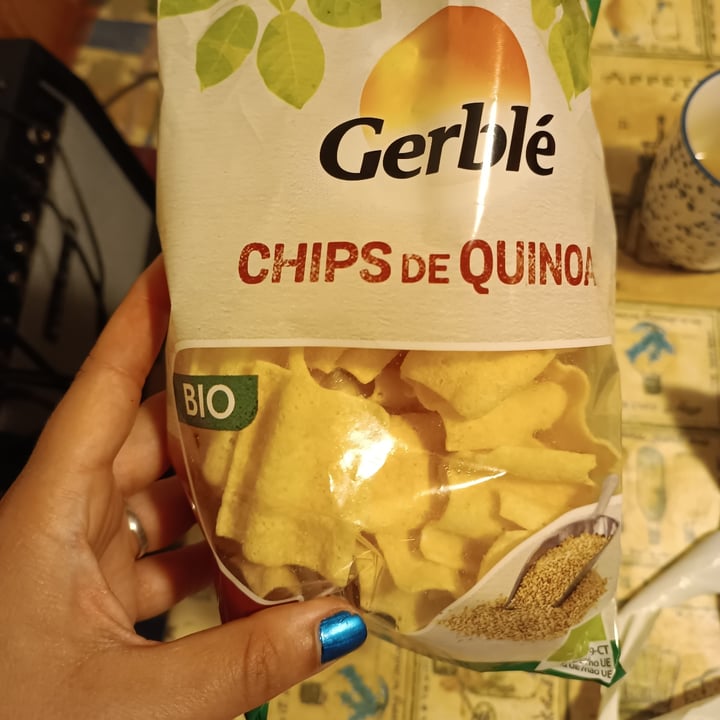 Gerblé
CHIPS DE QUINOA
BIO